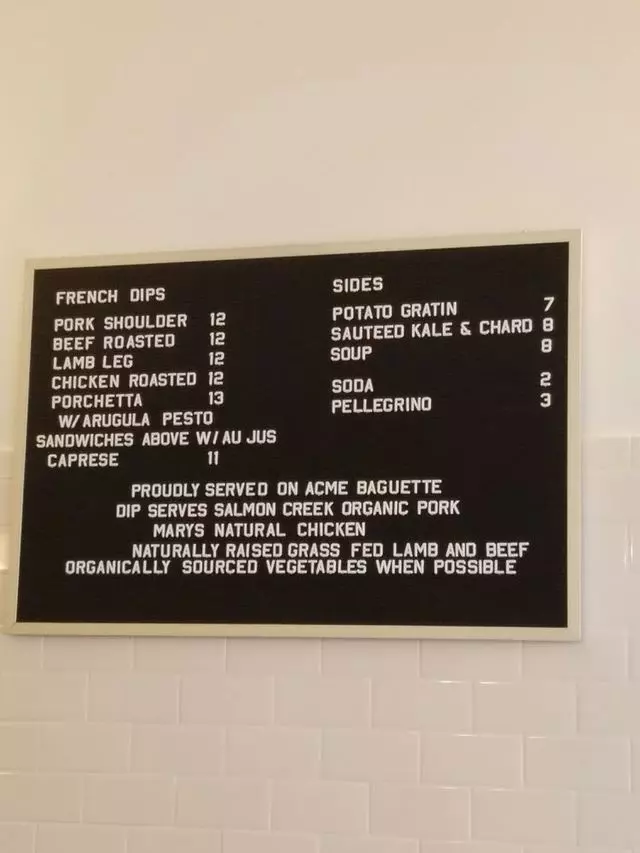 FRENCH DIPS
PORK SHOULDER 12
BEEF ROASTED 12
LAMB LEG 12
CHICKEN ROASTED 12
PORCHETTA 13
W/ARUGULA PESTO
SANDWICHES ABOVE W/AU JUS
CAPRESE 11
SIDES
POTATO GRATIN 7
SAUTEED KALE & CHARD 8
SOUP 8
SODA 2
PELLEGRINO 3
PROUDLY SERVED ON ACME BAGUETTE
DIP SERVES SALMON CREEK ORGANIC PORK
MARYS NATURAL CHICKEN
NATURALLY RAISED GRASS FED LAMB AND BEEF
ORGANICALLY SOURCED VEGETABLES WHEN POSSIBLE